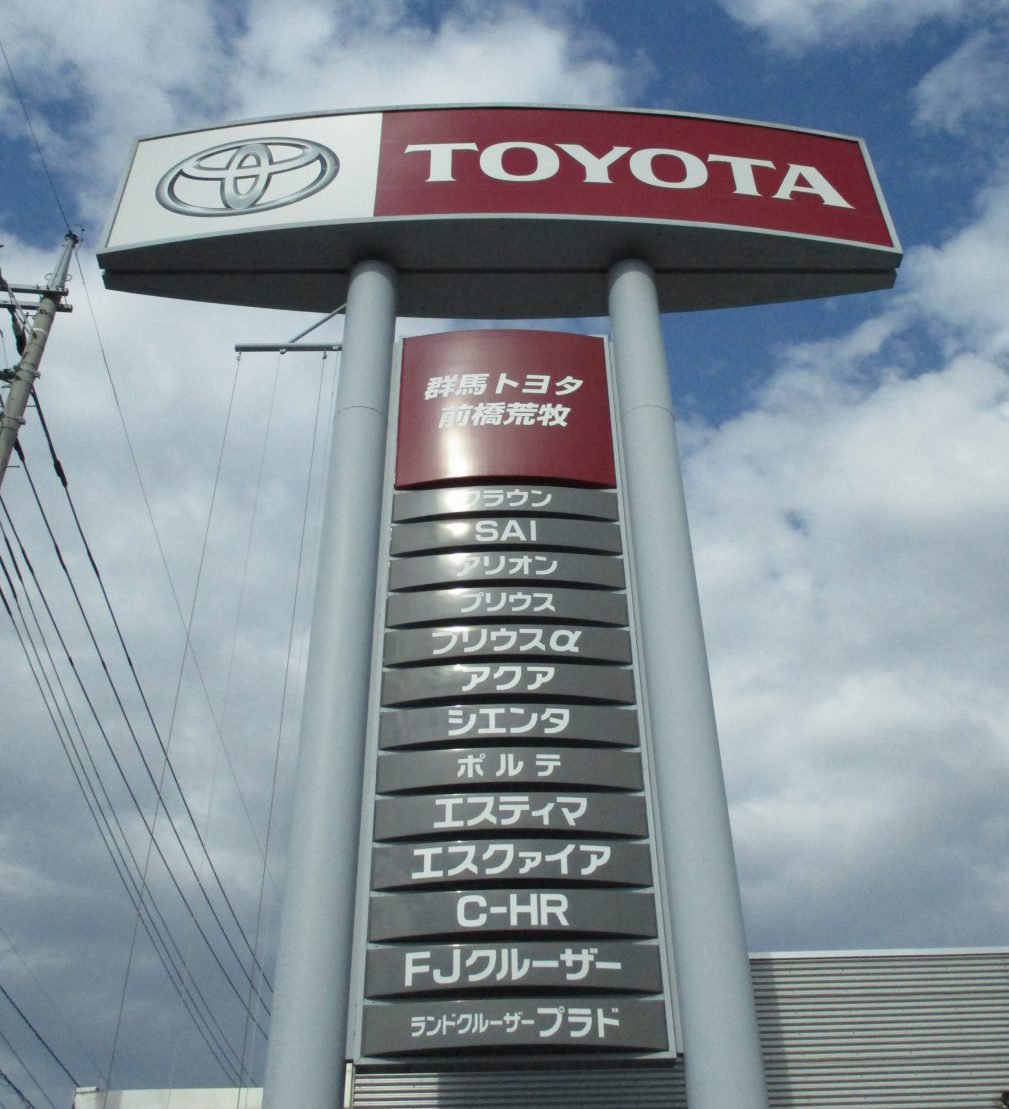 TOYOTA
群馬トヨタ
前橋荒牧
クラウン
SAI
アリオン
プリウス
プリウスα
アクア
シエンタ
ポルテ
エスティマ
エスクァイア
C-HR
FJクルーザー
ランドクルーザープラド